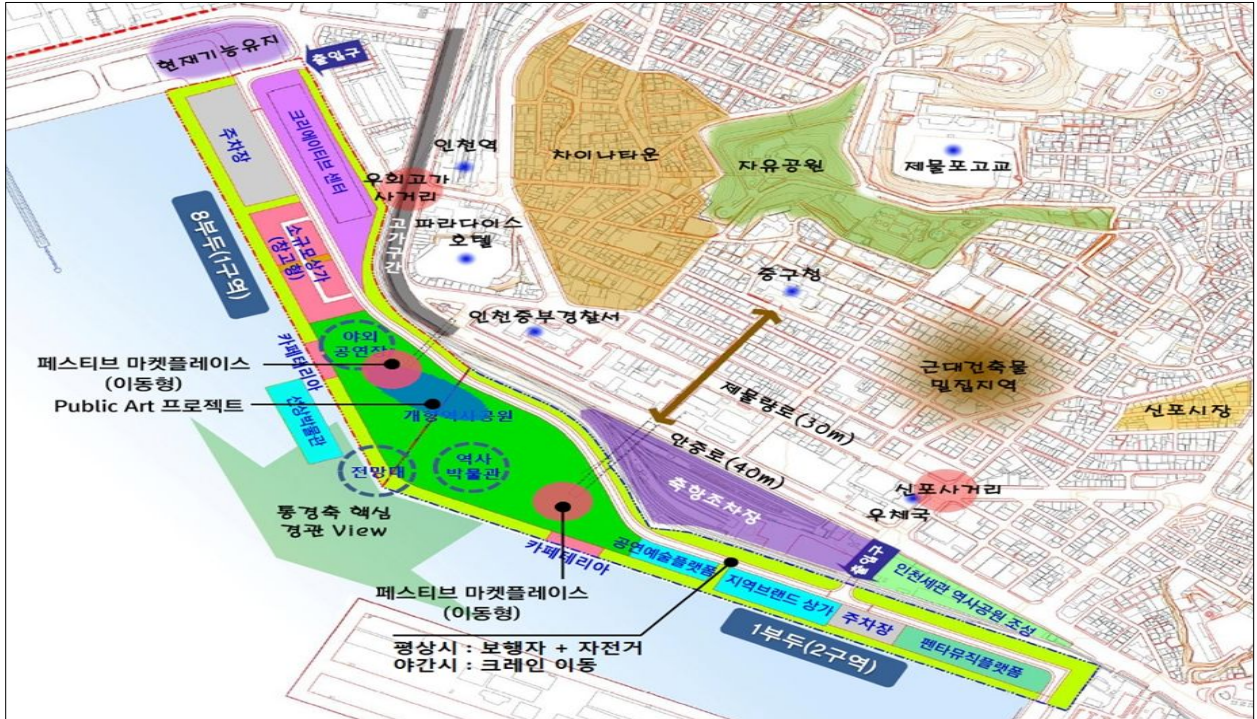 현재기능유지
출입구
주차장
크리에이티브 센터
인천역
우회고가
사거리
차이나타운
자유공원
제물포고교
8부두(1구역)
소규모상가
(창고형)
고가구간
파라다이스
호텔
중구청
인천중부경찰서
야외
공연장
카페테리아
페스티브 마켓플레이스
(이동형)
Public Art 프로젝트
개항역사공원
선상박물관
근대건축물
밀집지역
제물량로(30m)
신포시장
안중로(40m)
전망대
역사
박물관
축항조차장
신포사거리
우체국
통경축 핵심
경관 View
카페테리아
공연예술플랫폼
출입구
인천세관 역사공원 조성
페스티브 마켓플레이스
(이동형)
지역브랜드 상가
주차장
펜타뮤직플랫폼
1부두(2구역)
평상시 : 보행자 + 자전거
야간시 : 크레인 이동